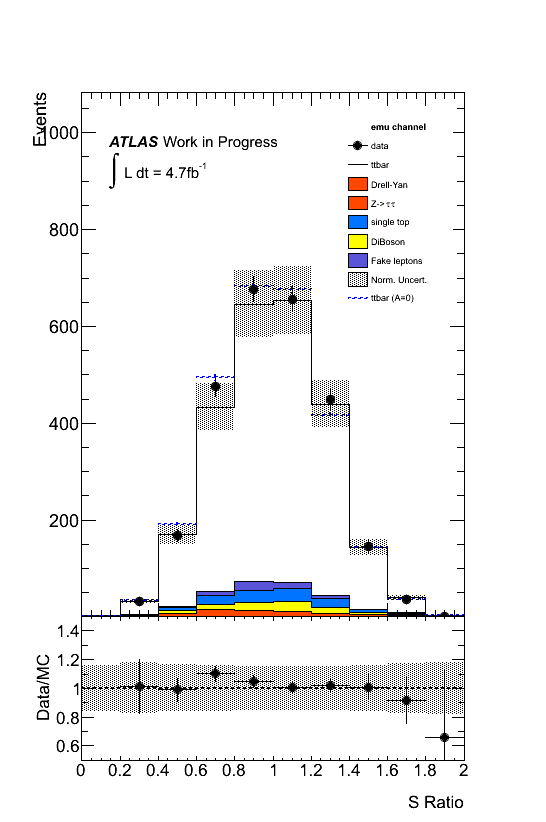 Events
1000
800
600
400
200
ATLAS Work in Progress
∫ L dt = 4.7fb⁻¹
emu channel
data
ttbar
Drell-Yan
Z->ττ
single top
DiBoson
Fake leptons
Norm. Uncert.
ttbar (A=0)
Data/MC
1.4
1.2
1
0.8
0.6
0 0.2 0.4 0.6 0.8 1 1.2 1.4 1.6 1.8 2
S Ratio